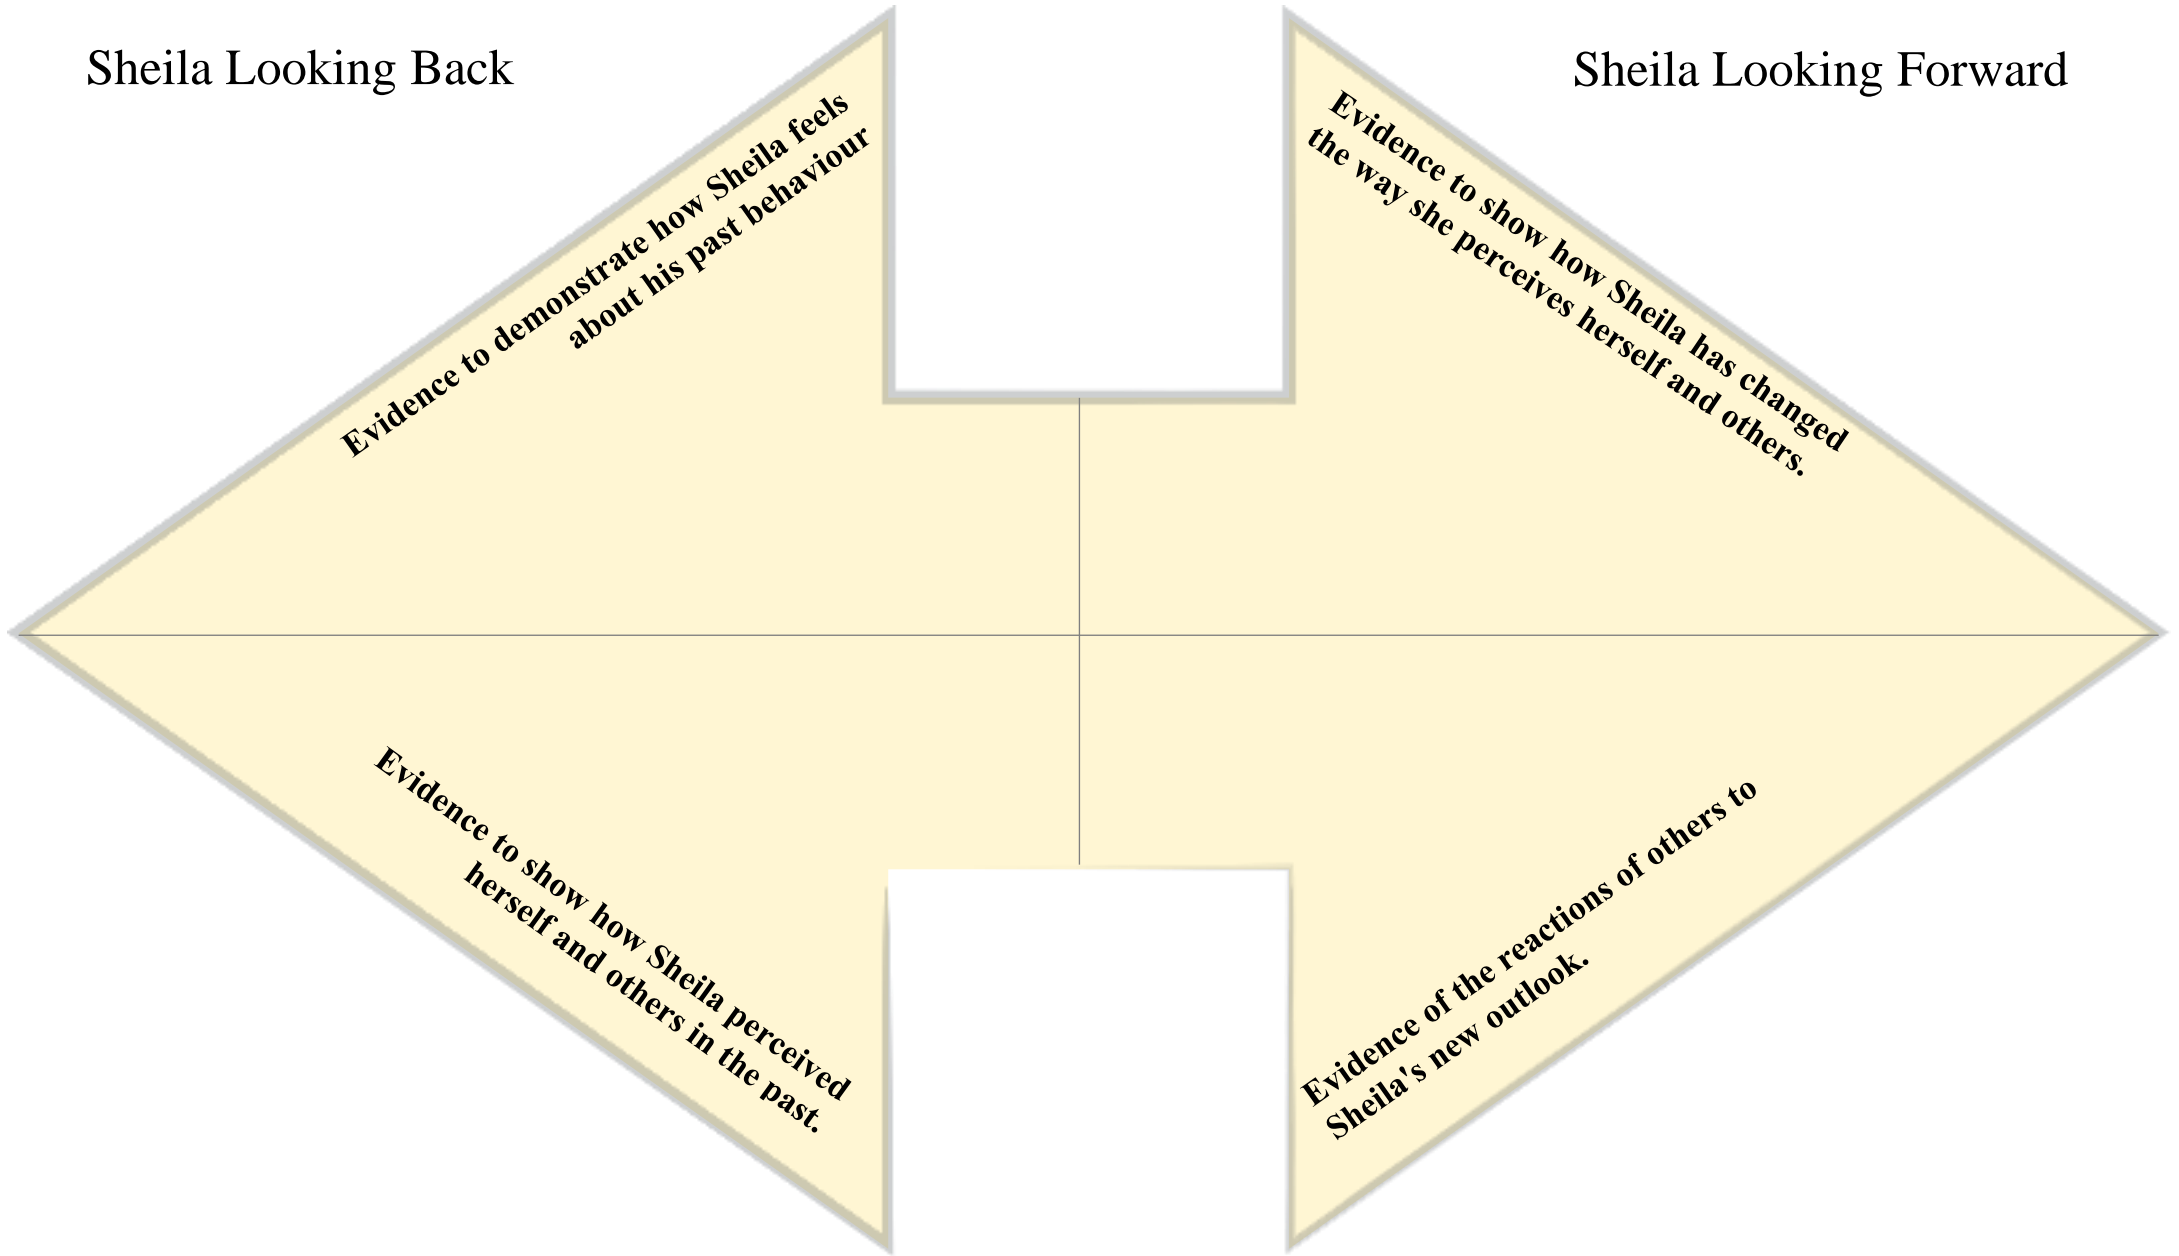 Sheila Looking Back
Sheila Looking Forward
Evidence to demonstrate how Sheila feels
about his past behaviour
Evidence to show how Sheila has changed
the way she perceives herself and others.
Evidence to show how Sheila perceived
herself and others in the past.
Evidence of the reactions of others to
Sheila's new outlook.